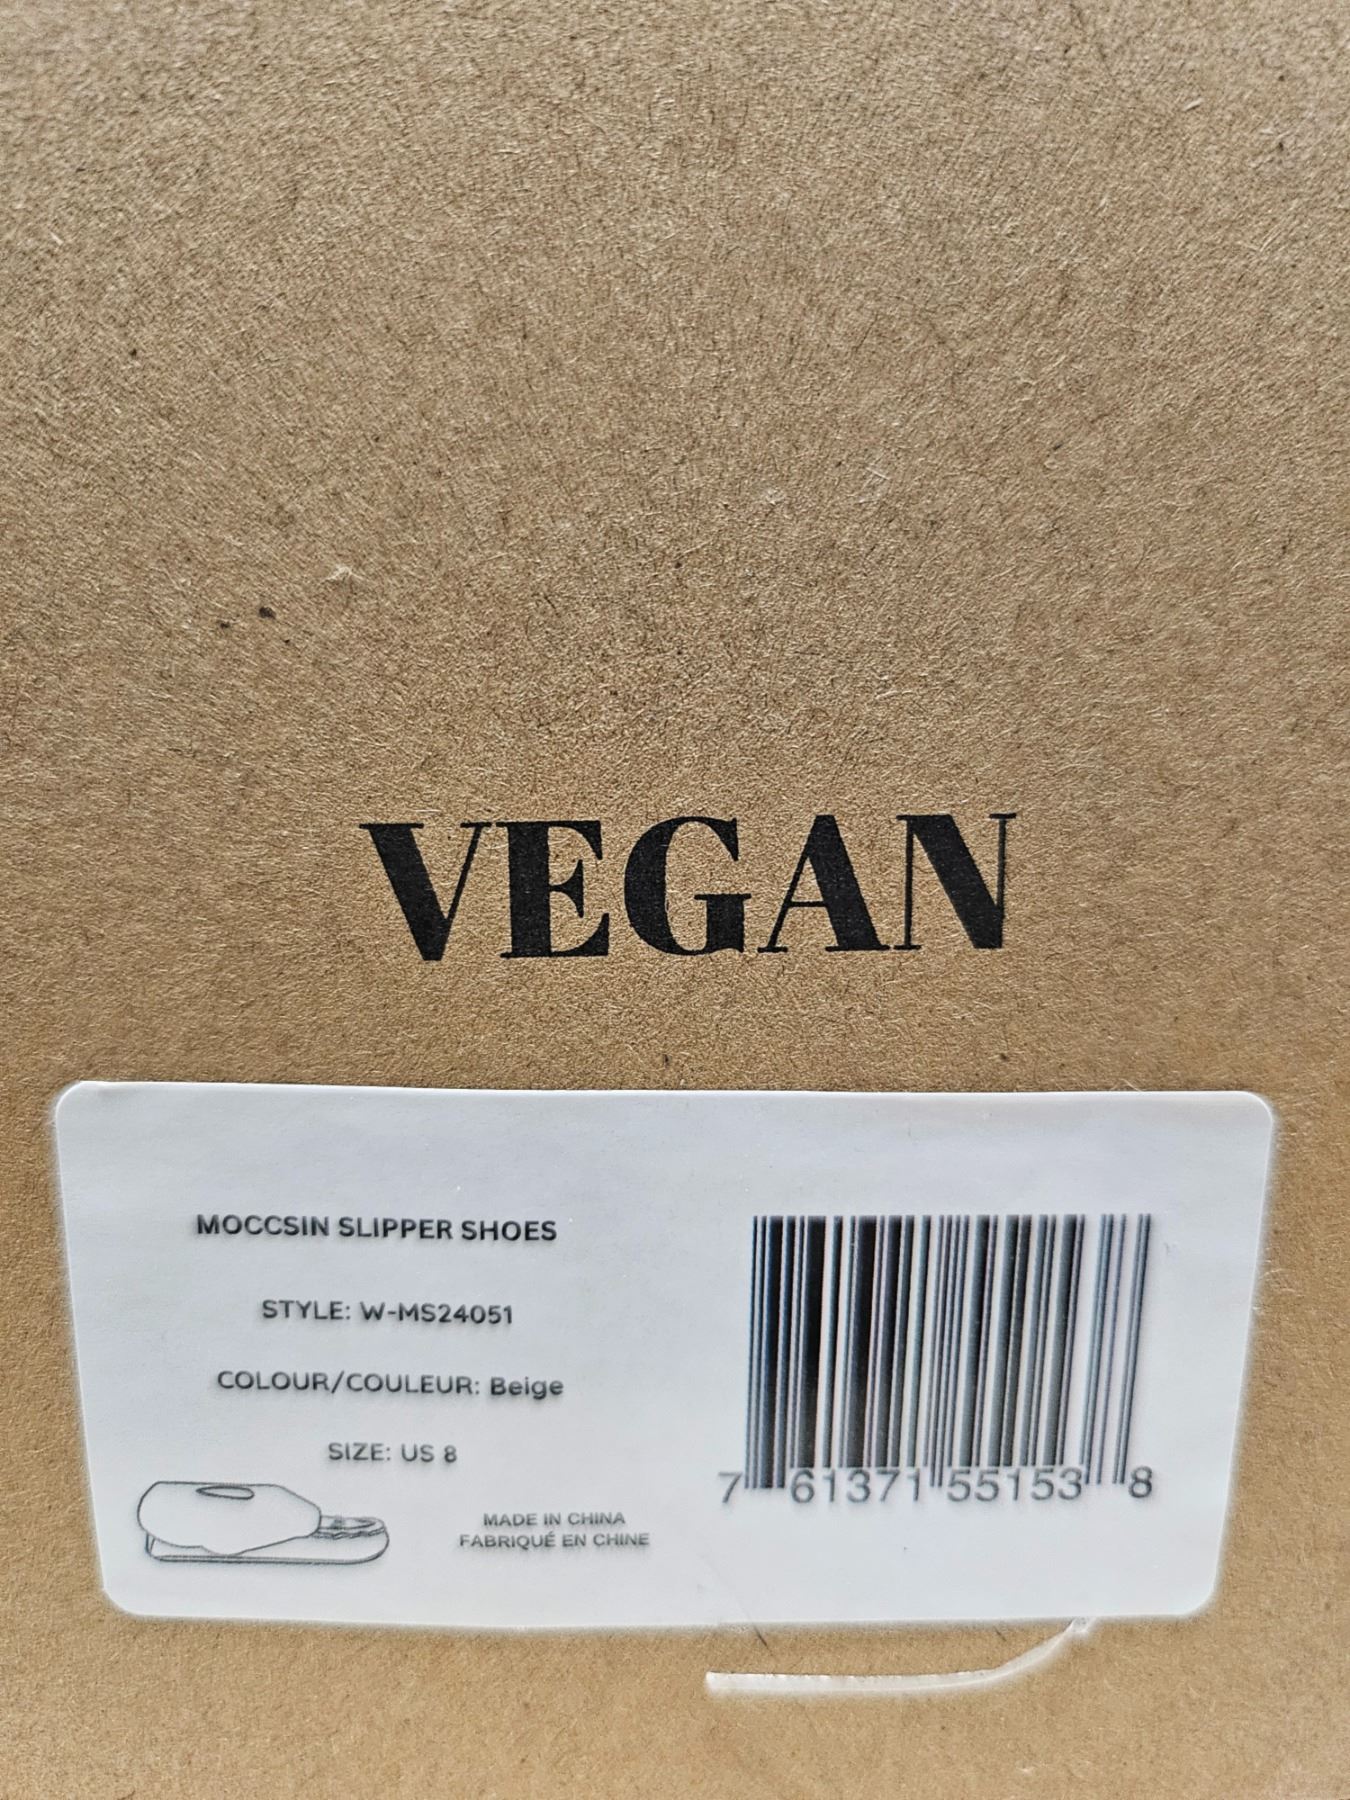 VEGAN
MOCCSIN SLIPPER SHOES
STYLE: W-MS24051
COLOUR/COULEUR: Beige
SIZE: US 8
MADE IN CHINA
FABRIQUÉ EN CHINE
7 61371 55153 8